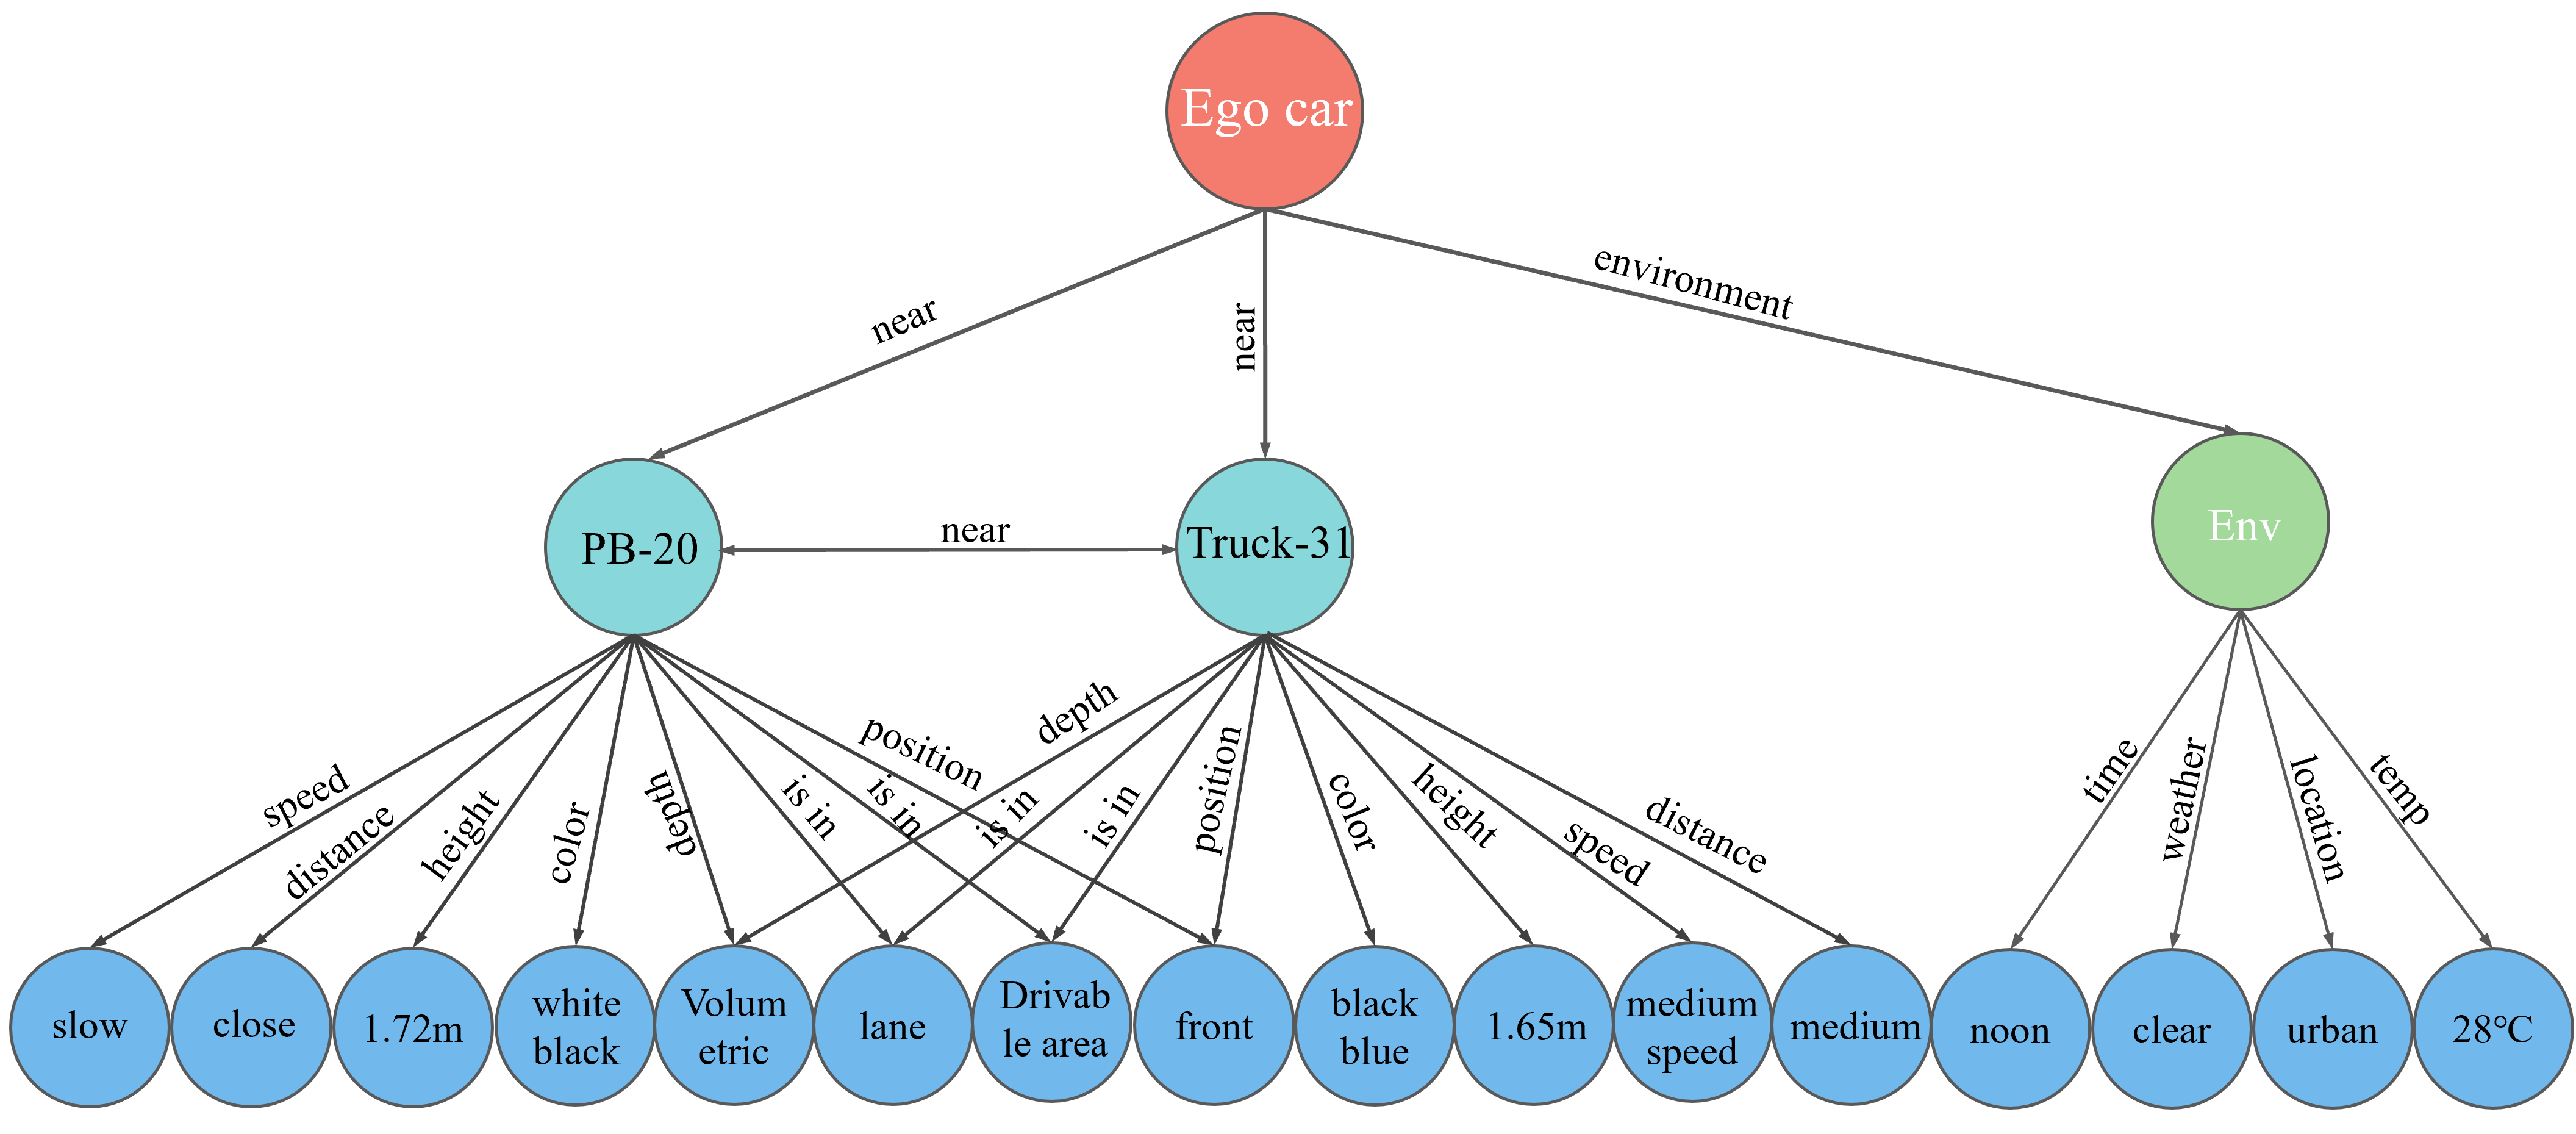 Ego car
near
near
environment
PB-20
near
Truck-31
Env
speed
distance
height
color
depth
is in
is in
position
depth
is in
is in
position
color
height
speed
distance
time
weather
location
temp
slow
close
1.72m
white
black
Volum
etric
lane
Drivab
le area
front
black
blue
1.65m
medium
speed
medium
noon
clear
urban
28℃